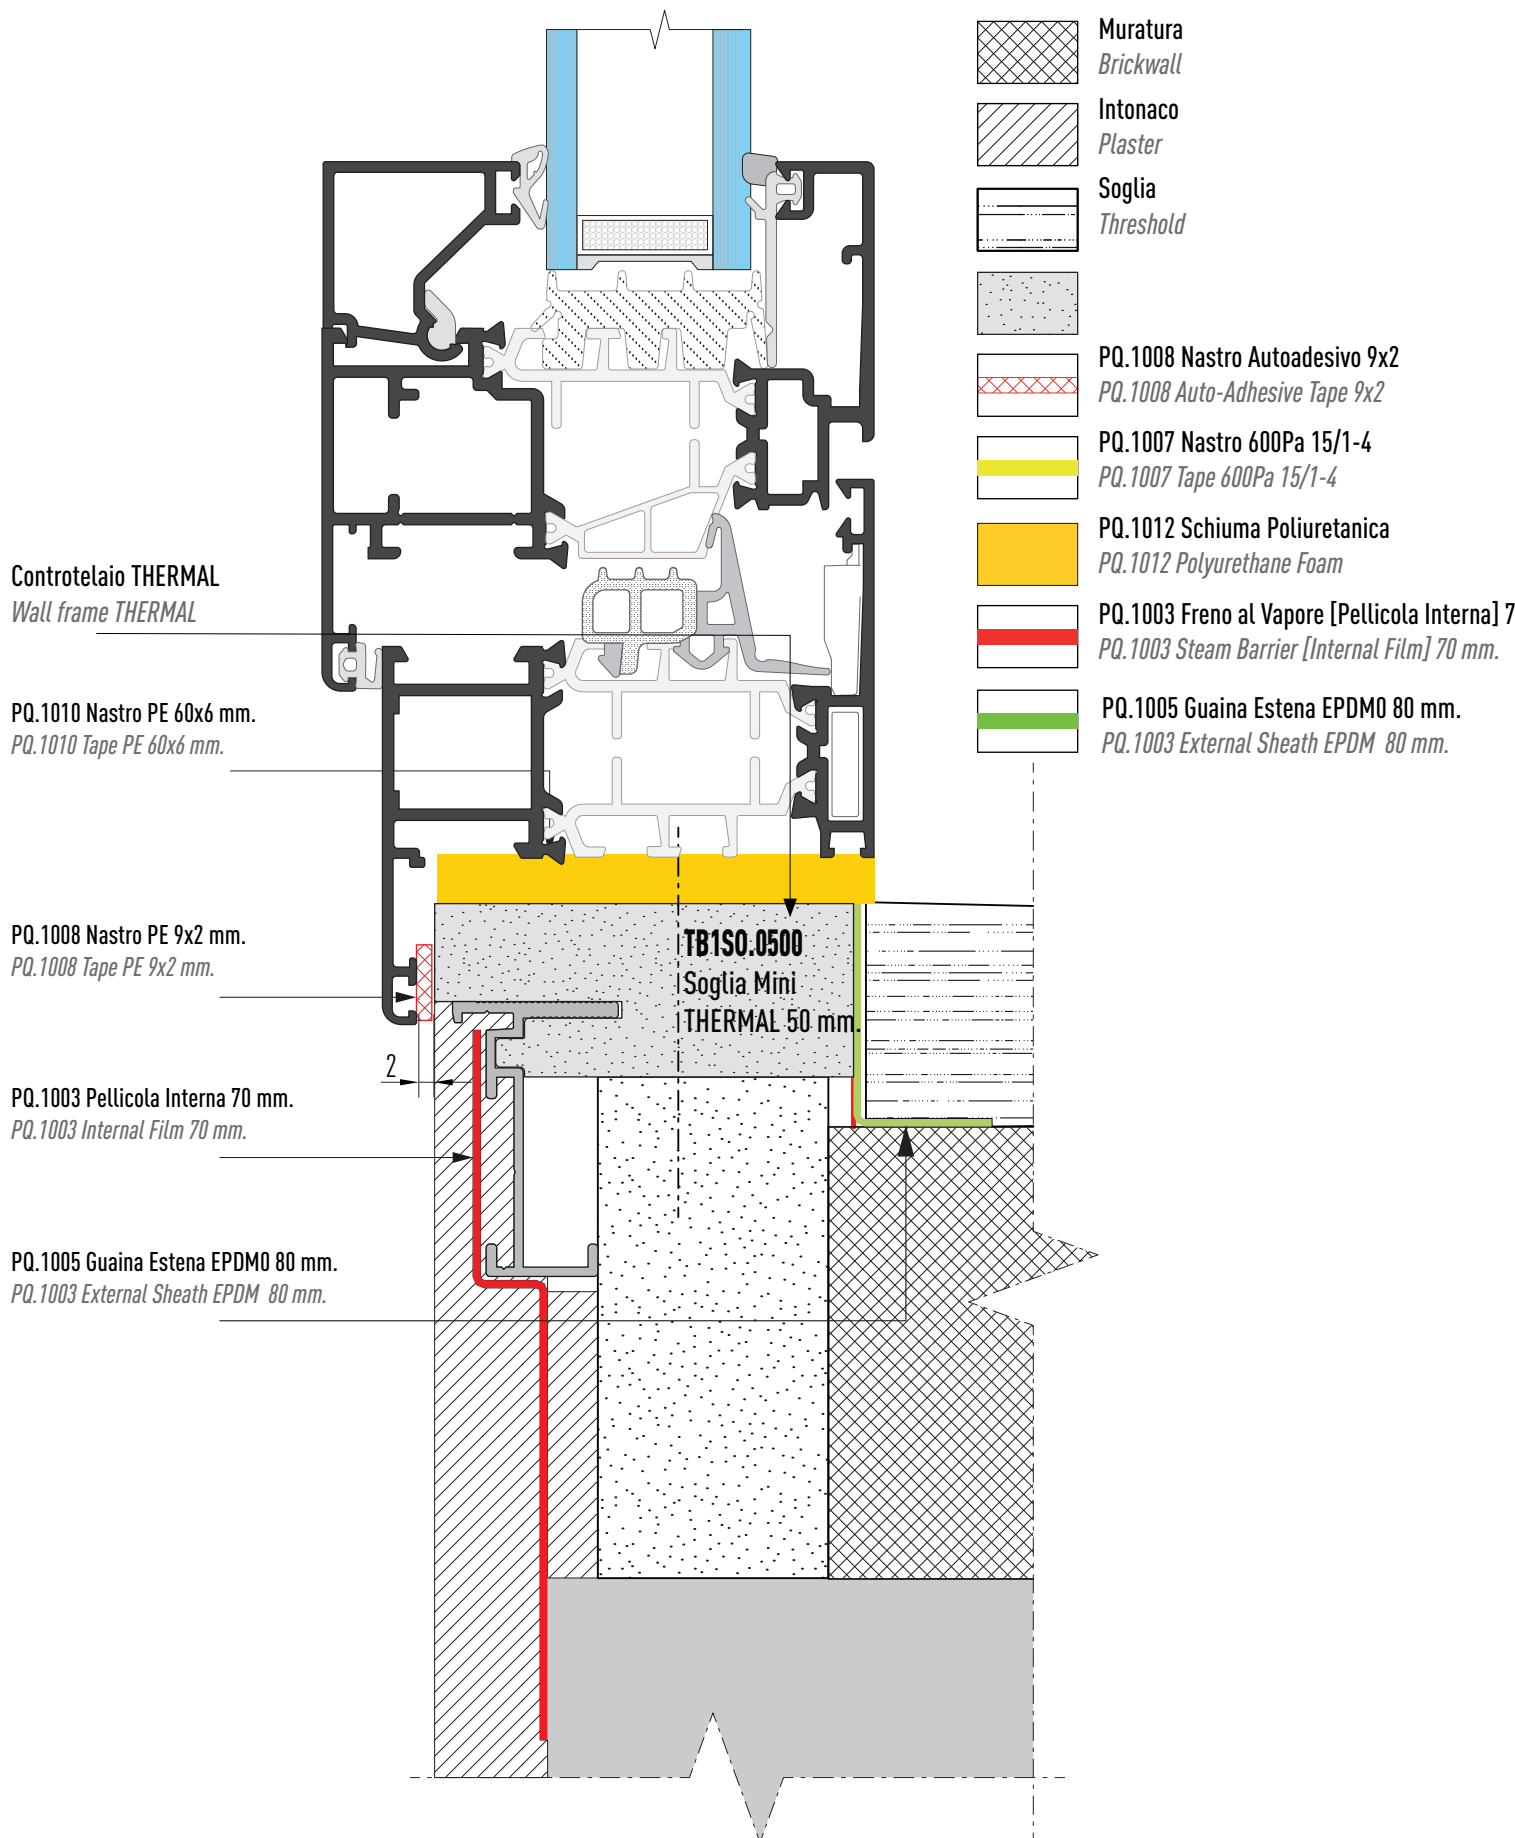 Muratura
Brickwall
Intonaco
Plaster
Soglia
Threshold
PQ.1008 Nastro Autoadesivo 9x2
PQ.1008 Auto-Adhesive Tape 9x2
PQ.1007 Nastro 600Pa 15/1-4
PQ.1007 Tape 600Pa 15/1-4
PQ.1012 Schiuma Poliuretanica
PQ.1012 Polyurethane Foam
PQ.1003 Freno al Vapore [Pellicola Interna] 7
PQ.1003 Steam Barrier [Internal Film] 70 mm.
PQ.1005 Guaina Estena EPDM0 80 mm.
PQ.1003 External Sheath EPDM 80 mm.
Controtelaio THERMAL
Wall frame THERMAL
PQ.1010 Nastro PE 60x6 mm.
PQ.1010 Tape PE 60x6 mm.
PQ.1008 Nastro PE 9x2 mm.
PQ.1008 Tape PE 9x2 mm.
TB1SO.0500
Soglia Mini
THERMAL 50 mm.
2
PQ.1003 Pellicola Interna 70 mm.
PQ.1003 Internal Film 70 mm.
PQ.1005 Guaina Estena EPDM0 80 mm.
PQ.1003 External Sheath EPDM 80 mm.